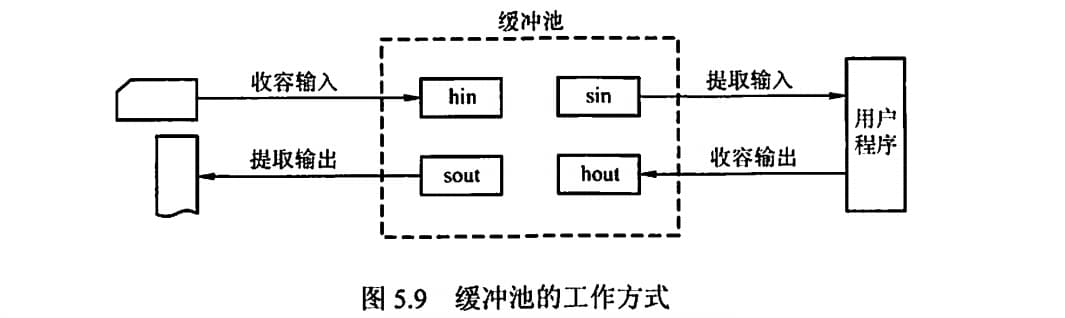 缓冲池
收容输入
hin
sin
提取输入
用户
程序
提取输出
sout
hout
收容输出
图 5.9 缓冲池的工作方式